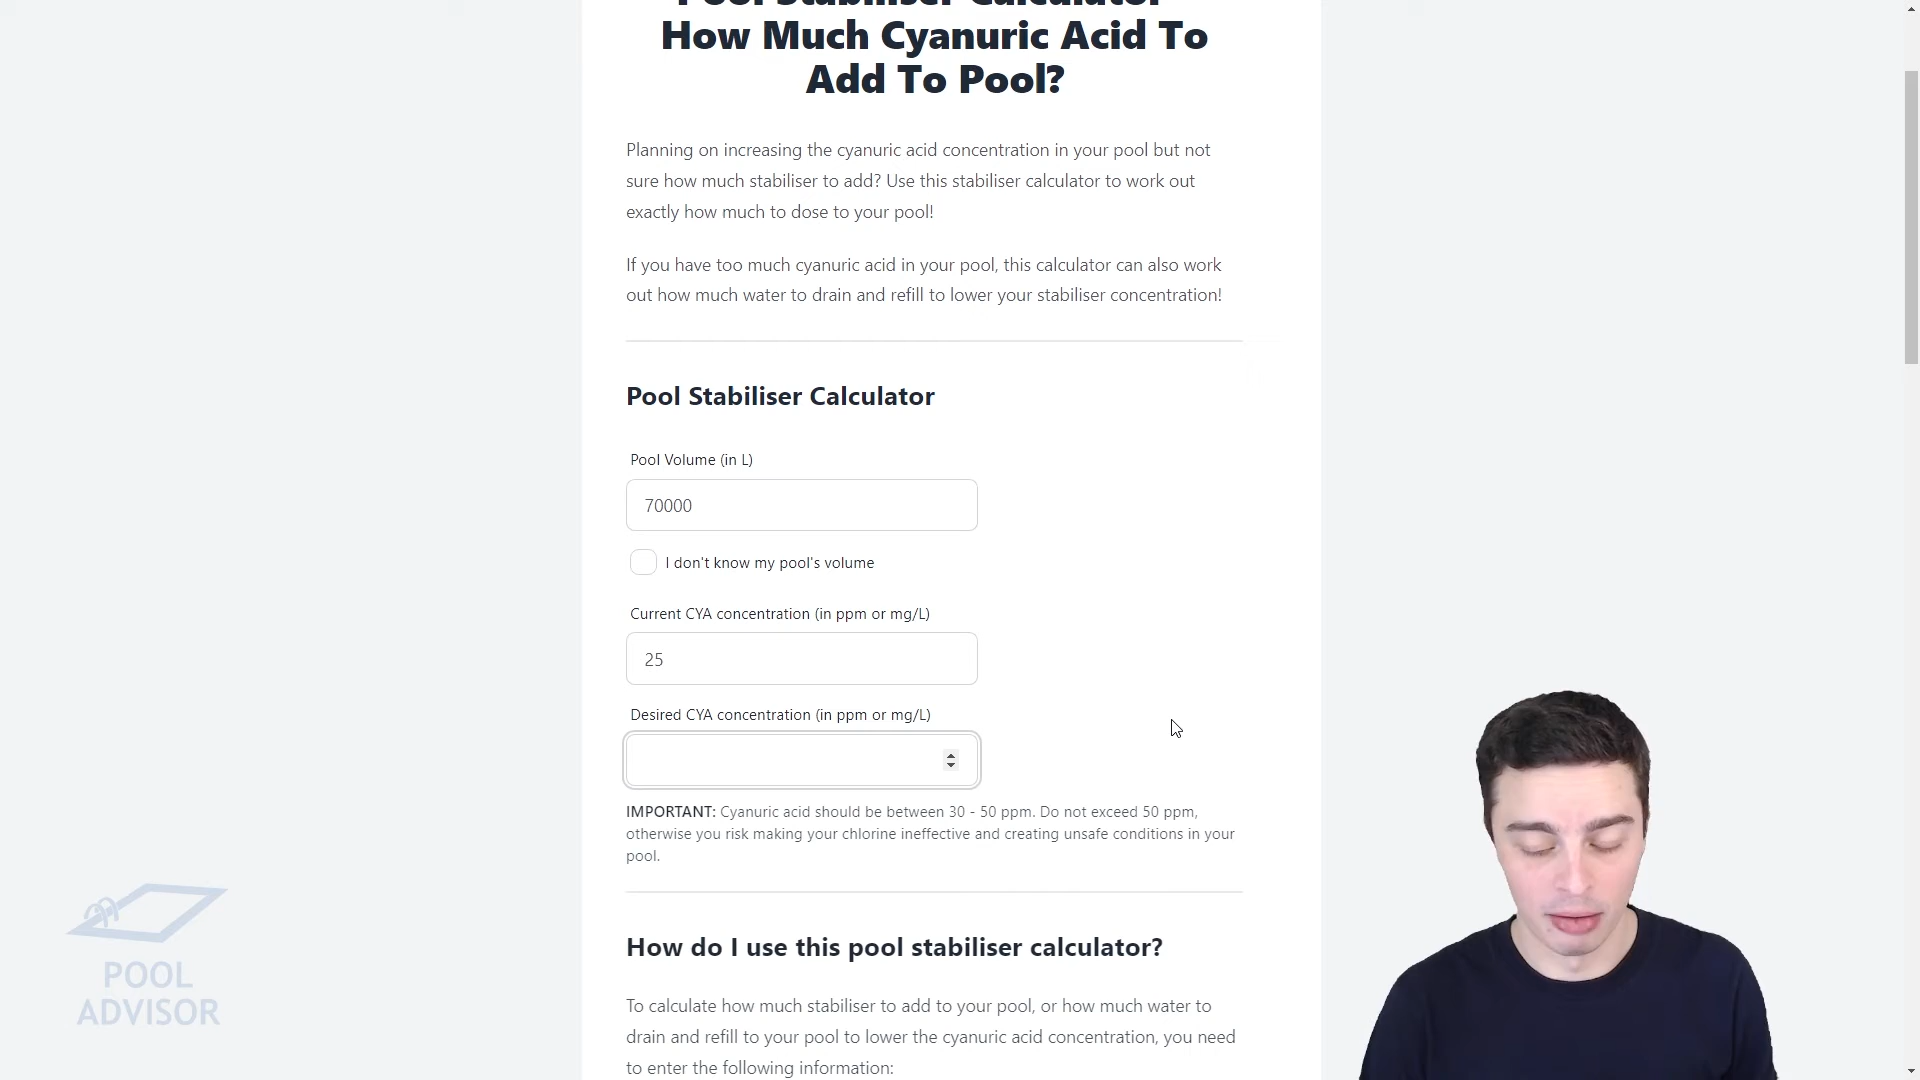 Pool Stabiliser Calculator
How Much Cyanuric Acid To
Add To Pool?
Planning on increasing the cyanuric acid concentration in your pool but not
sure how much stabiliser to add? Use this stabiliser calculator to work out
exactly how much to dose to your pool!
If you have too much cyanuric acid in your pool, this calculator can also work
out how much water to drain and refill to lower your stabiliser concentration!
Pool Stabiliser Calculator
Pool Volume (in L)
70000
I don't know my pool's volume
Current CYA concentration (in ppm or mg/L)
25
Desired CYA concentration (in ppm or mg/L)
IMPORTANT: Cyanuric acid should be between 30 - 50 ppm. Do not exceed 50 ppm,
otherwise you risk making your chlorine ineffective and creating unsafe conditions in your
pool.
How do I use this pool stabiliser calculator?
To calculate how much stabiliser to add to your pool, or how much water to
drain and refill to your pool to lower the cyanuric acid concentration, you need
to enter the following information:
POOL
ADVISOR